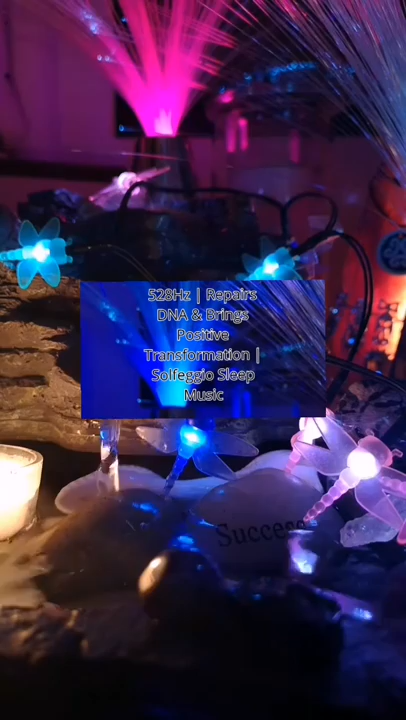 528Hz | Repairs
DNA & Brings
Positive
Transformation |
Solfeggio Sleep
Music
Success